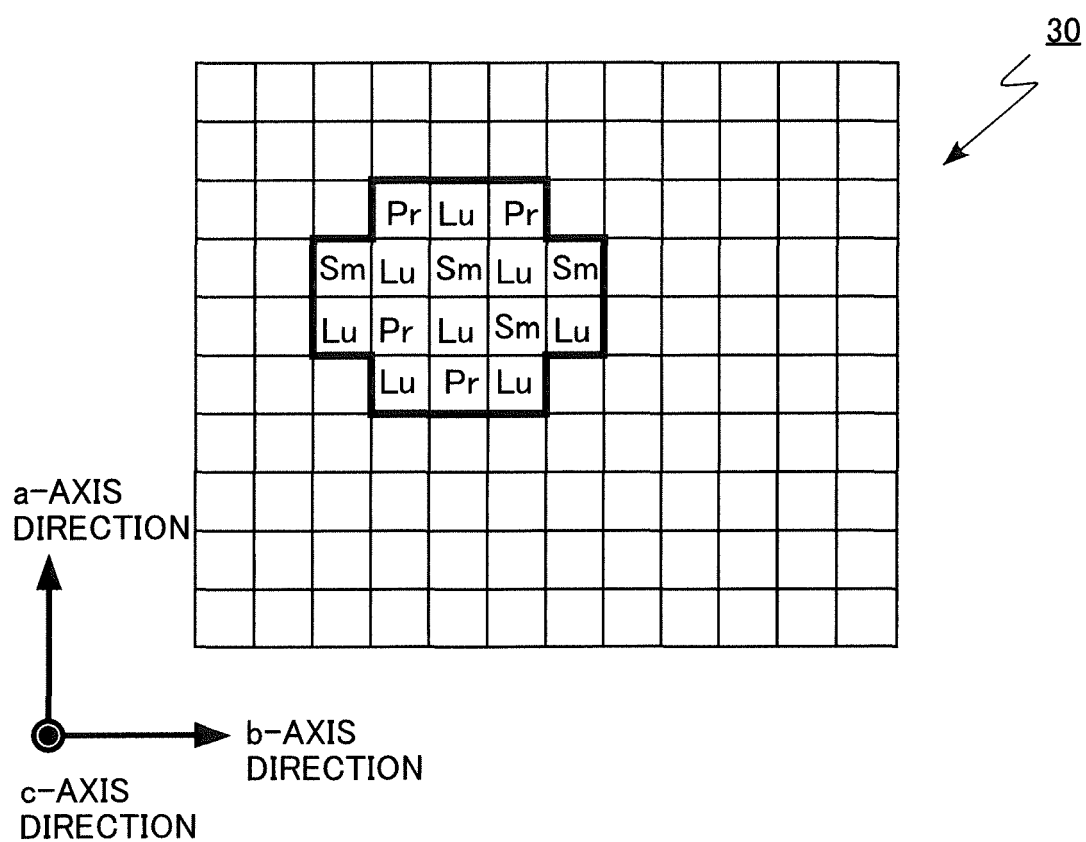 30
Pr Lu Pr
Sm Lu Sm Lu Sm
Lu Pr Lu Sm Lu
Lu Pr Lu
a-AXIS
DIRECTION
b-AXIS
DIRECTION
c-AXIS
DIRECTION